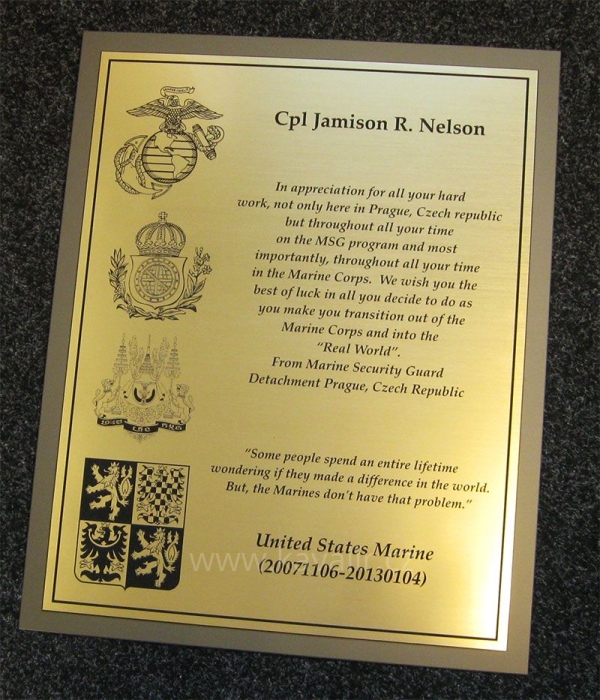 Cpl Jamison R. Nelson
In appreciation for all your hard
work, not only here in Prague, Czech republic
but throughout all your time
on the MSG program and most
importantly, throughout all your time
in the Marine Corps. We wish you the
best of luck in all you decide to do as
you make you transition out of the
Marine Corps and into the
“Real World”.
From Marine Security Guard
Detachment Prague, Czech Republic
“Some people spend an entire lifetime
wondering if they made a difference in the world.
But, the Marines don't have that problem.”
United States Marine
(20071106-20130104)